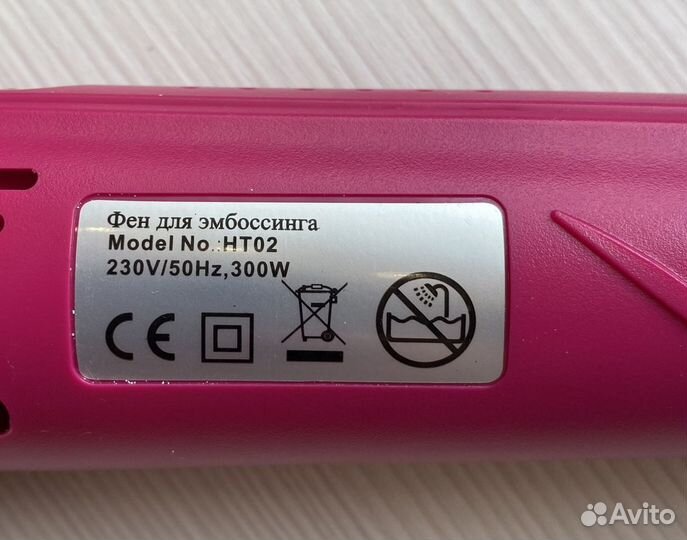 Фен для эмбоссинга
Model No.:HT02
230V/50Hz,300W
CE
Avito